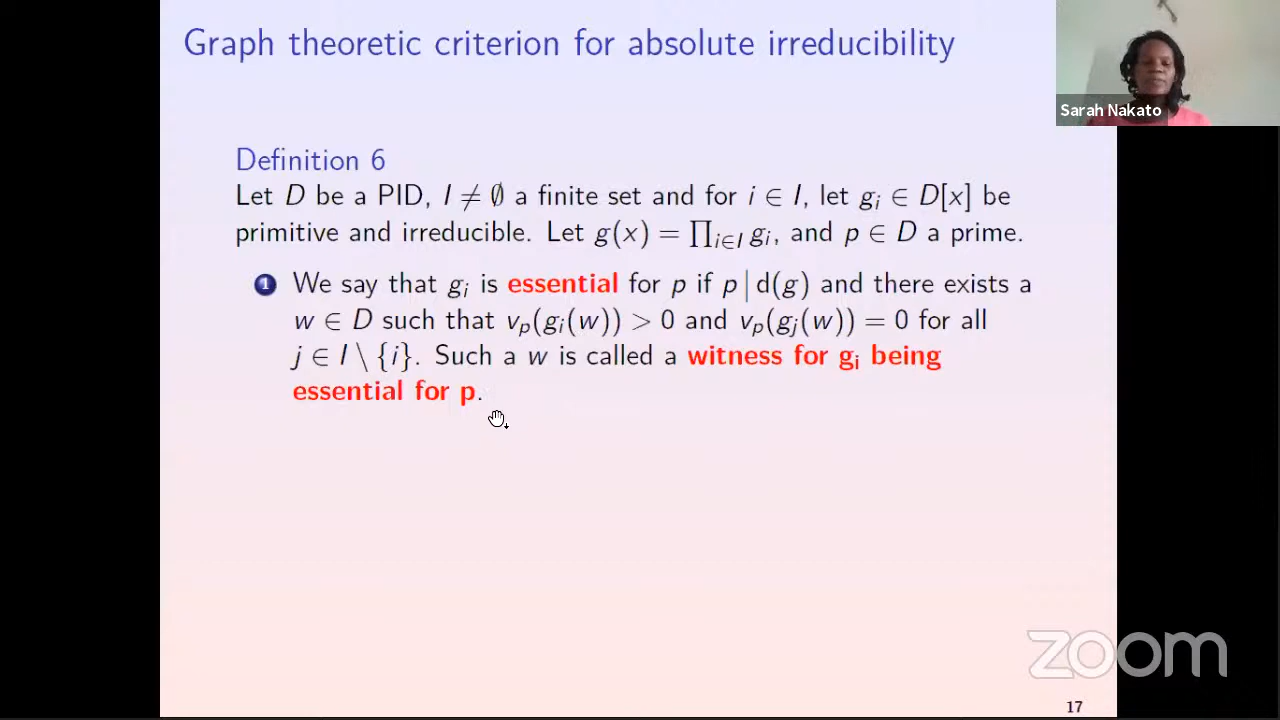 Graph theoretic criterion for absolute irreducibility
Sarah Nakato
Definition 6
Let D be a PID, I ≠ ∅ a finite set and for i ∈ I, let gᵢ ∈ D[x] be
primitive and irreducible. Let g(x) = ∏ᵢ∈I gᵢ, and p ∈ D a prime.
1 We say that gᵢ is essential for p if p | d(g) and there exists a
w ∈ D such that vₚ(gᵢ(w)) > 0 and vₚ(gⱼ(w)) = 0 for all
j ∈ I \ {i}. Such a w is called a witness for gᵢ being
essential for p.
zoom
17